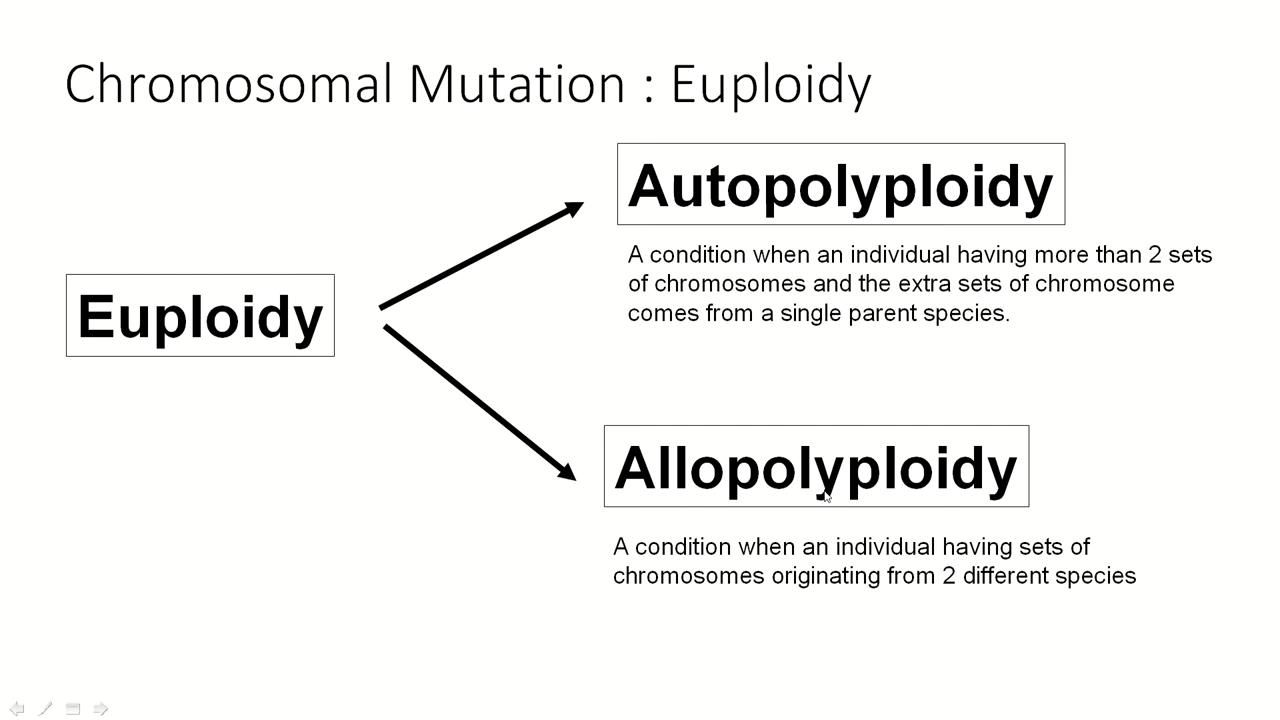 Chromosomal Mutation : Euploidy
Autopolyploidy
A condition when an individual having more than 2 sets
of chromosomes and the extra sets of chromosome
comes from a single parent species.
Euploidy
Allopolyploidy
A condition when an individual having sets of
chromosomes originating from 2 different species